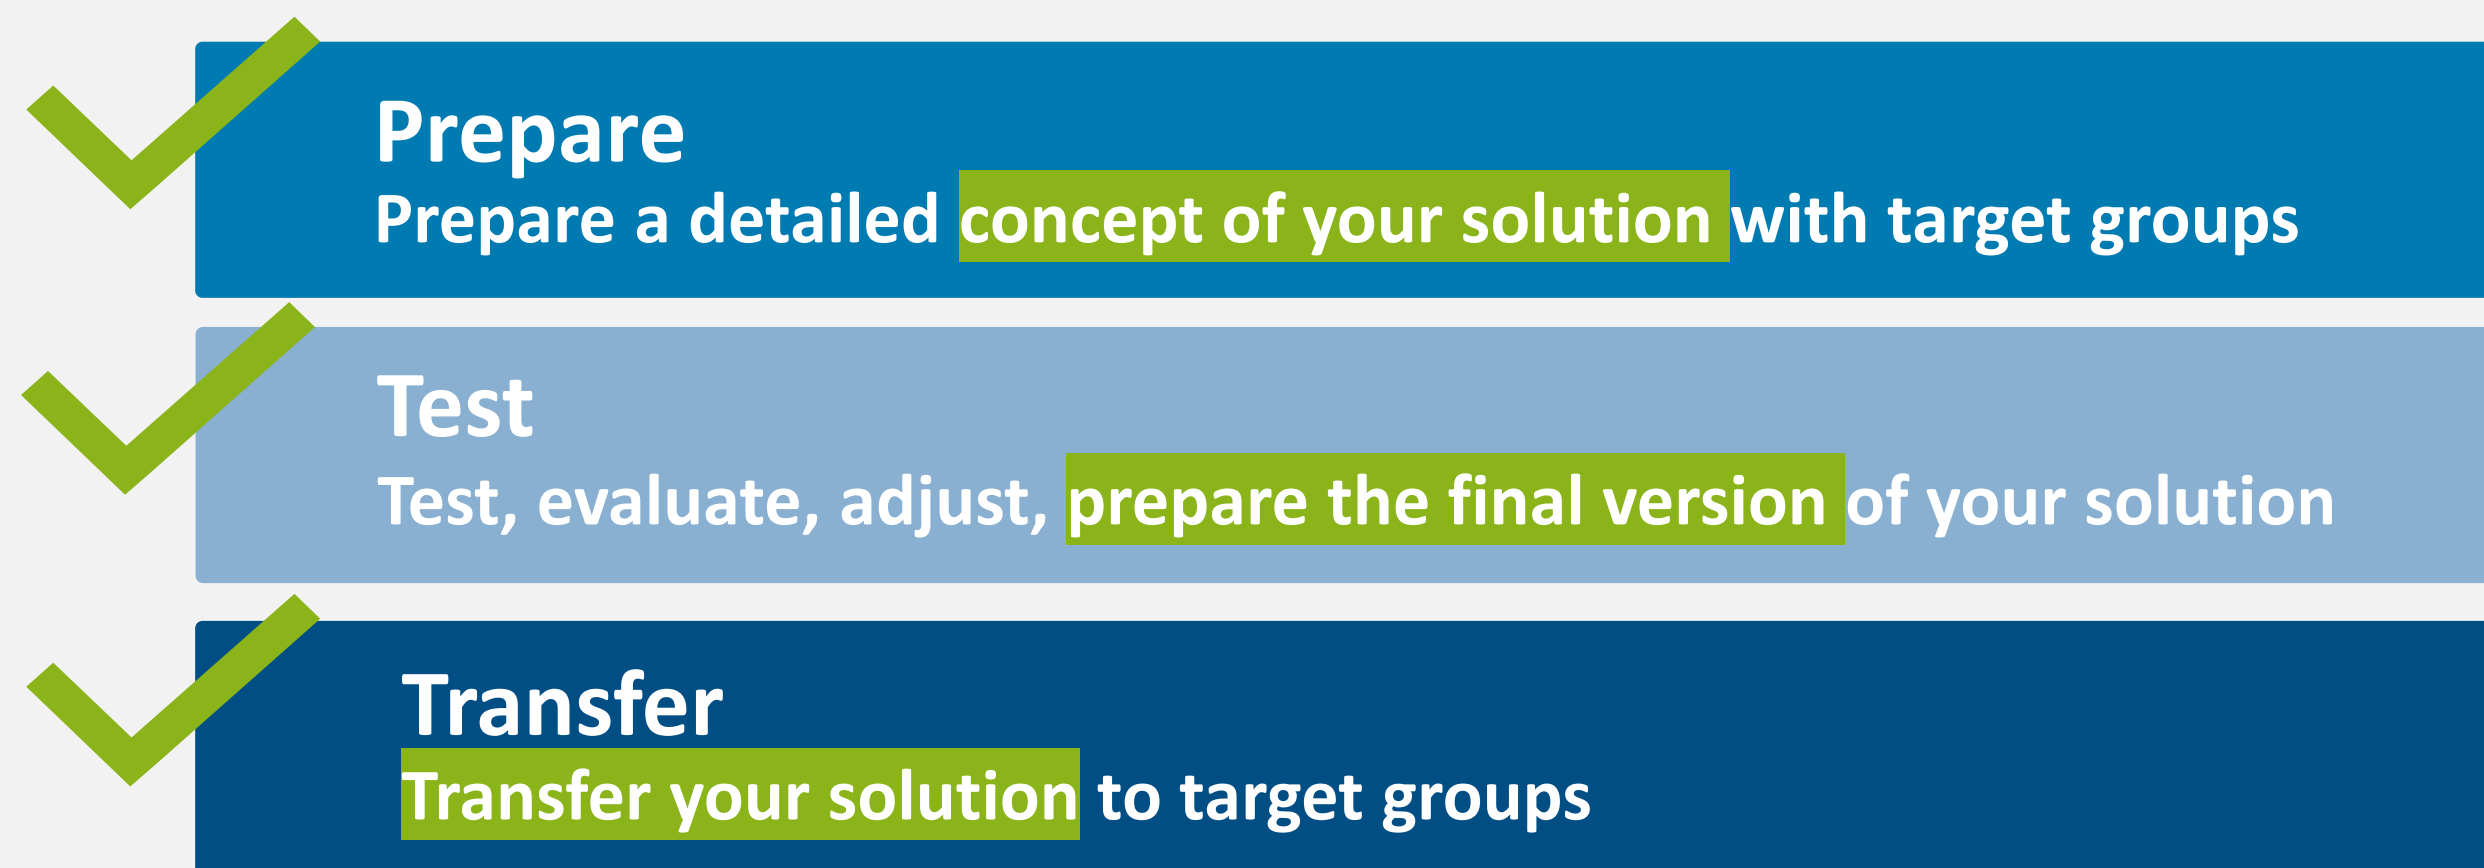 Prepare
Prepare a detailed concept of your solution with target groups
Test
Test, evaluate, adjust, prepare the final version of your solution
Transfer
Transfer your solution to target groups